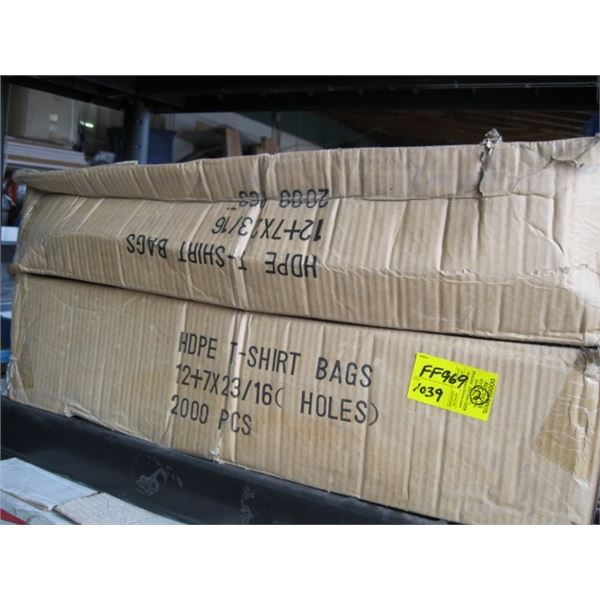 2000 PCS
12+7X23/16
HDPE T-SHIRT BAGS
HDPE T-SHIRT BAGS
12+7X23/16( HOLES)
2000 PCS
FF969
1039